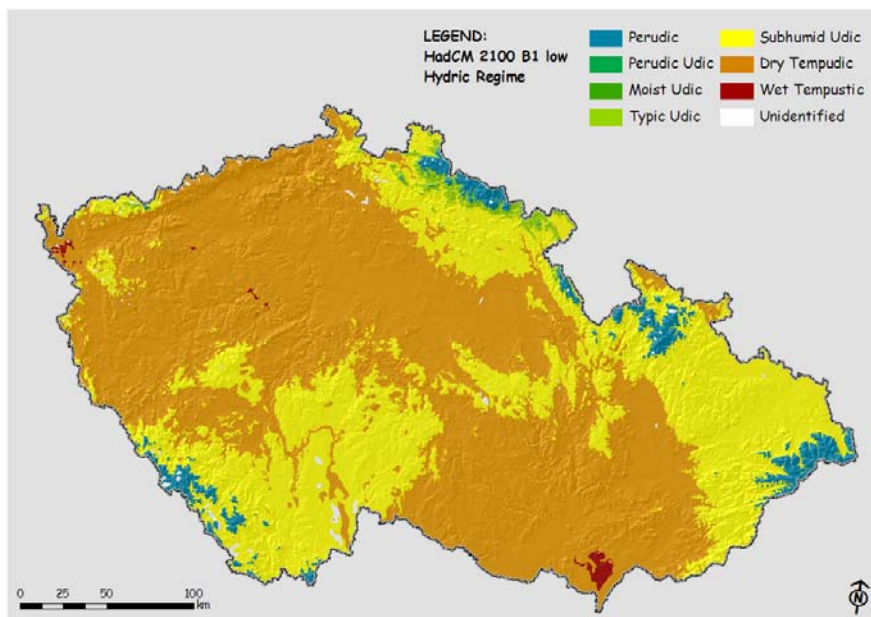 LEGEND:
HadCM 2100 B1 low
Hydric Regime
Perudic
Perudic Udic
Moist Udic
Typic Udic
Subhumid Udic
Dry Tempudic
Wet Tempustic
Unidentified
0 25 50 100
km
N